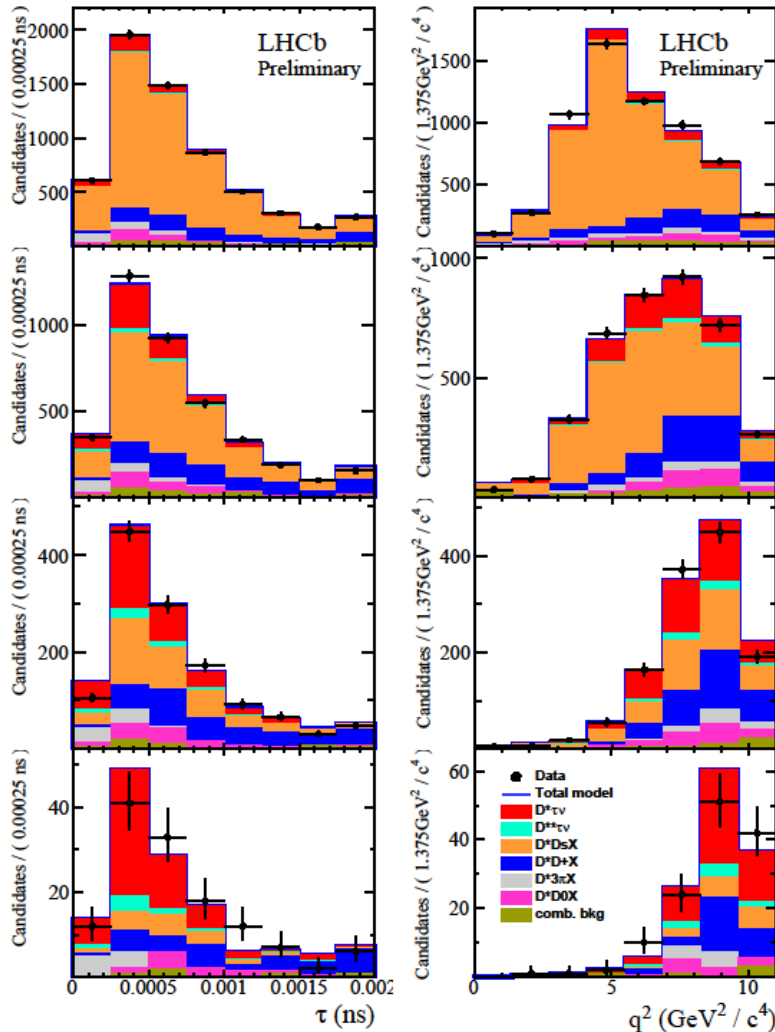 LHCb
Preliminary
Candidates / ( 0.00025 ns)
2000
1500
1000
500
LHCb
Preliminary
Candidates / ( 1.375GeV² / c⁴ )
1500
1000
500
Candidates / ( 0.00025 ns)
1000
500
Candidates / ( 1.375GeV² / c⁴ )
1000
500
Candidates / ( 0.00025 ns)
400
200
Candidates / ( 1.375GeV² / c⁴ )
400
200
Candidates / ( 0.00025 ns)
40
20
0 0.0005 0.001 0.0015 0.002
τ (ns)
Candidates / ( 1.375GeV² / c⁴ )
60
40
20
Data
Total model
D*τν
D**τν
D*DsX
D*D+X
D*3πX
D*D0X
comb. bkg
0 5 10
q² (GeV² / c⁴)